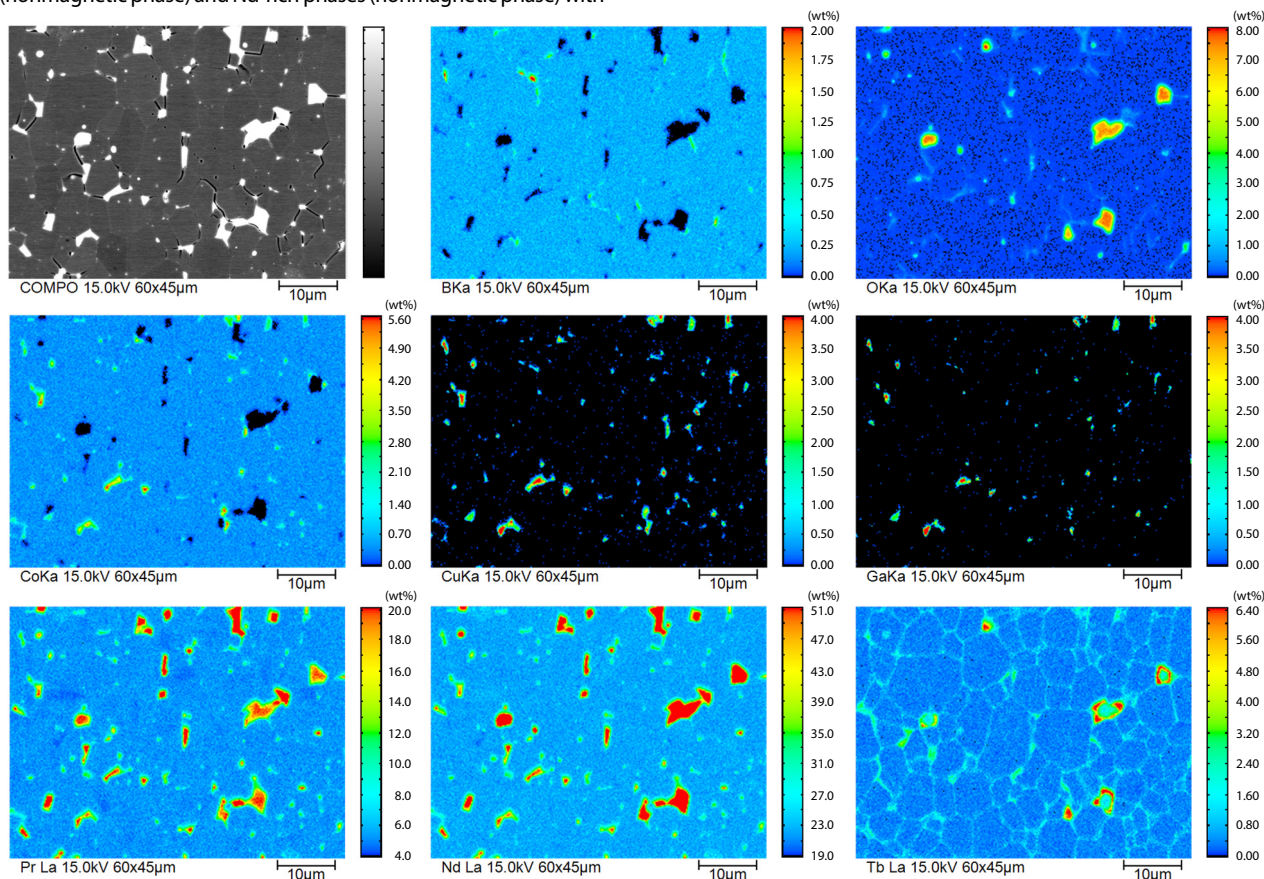 (nonmagnetic phase) and Nd-rich phases (nonmagnetic phase) with
COMPO 15.0kV 60x45μm
10μm
(wt%)
2.00
1.75
1.50
1.25
1.00
0.75
0.50
0.25
0.00
BKa 15.0kV 60x45μm
10μm
(wt%)
8.00
7.00
6.00
5.00
4.00
3.00
2.00
1.00
0.00
OKa 15.0kV 60x45μm
10μm
(wt%)
5.60
4.90
4.20
3.50
2.80
2.10
1.40
0.70
0.00
CoKa 15.0kV 60x45μm
10μm
(wt%)
4.00
3.50
3.00
2.50
2.00
1.50
1.00
0.50
0.00
CuKa 15.0kV 60x45μm
10μm
(wt%)
4.00
3.50
3.00
2.50
2.00
1.50
1.00
0.50
0.00
GaKa 15.0kV 60x45μm
10μm
(wt%)
20.0
18.0
16.0
14.0
12.0
10.0
8.0
6.0
4.0
Pr La 15.0kV 60x45μm
10μm
(wt%)
51.0
47.0
43.0
39.0
35.0
31.0
27.0
23.0
19.0
Nd La 15.0kV 60x45μm
10μm
(wt%)
6.40
5.60
4.80
4.00
3.20
2.40
1.60
0.80
0.00
Tb La 15.0kV 60x45μm
10μm